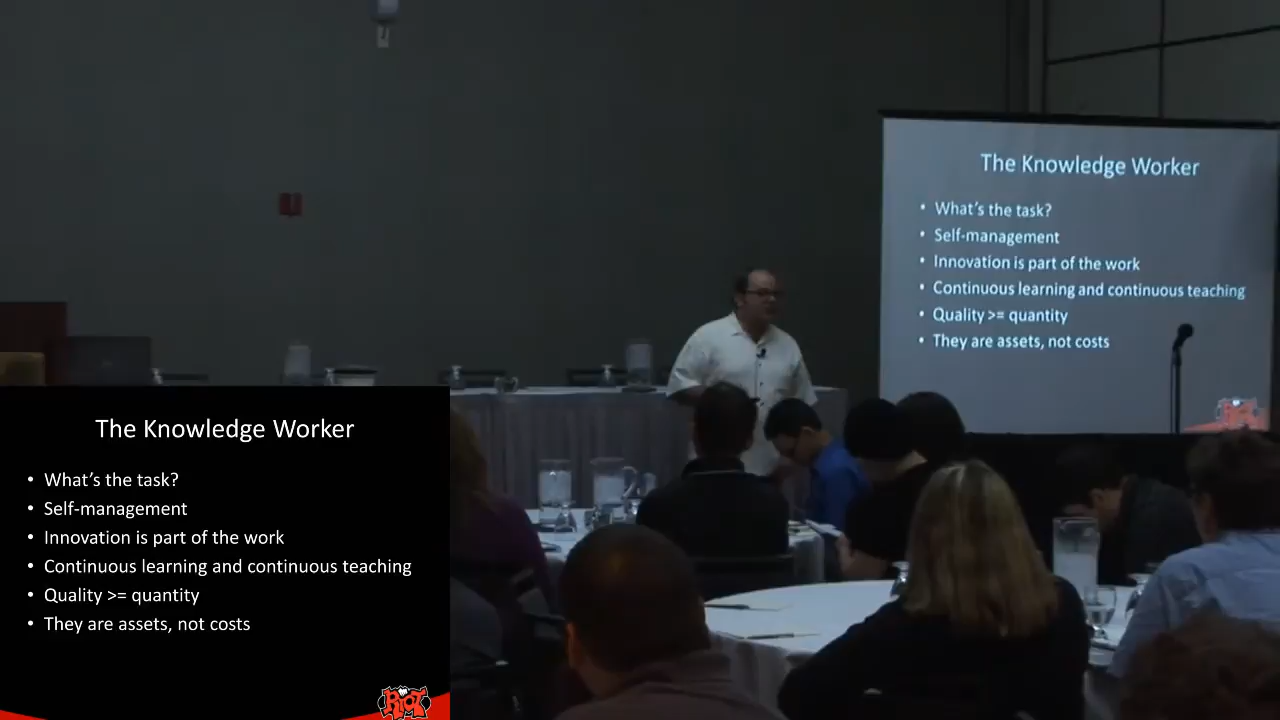 The Knowledge Worker
• What's the task?
• Self-management
• Innovation is part of the work
• Continuous learning and continuous teaching
• Quality >= quantity
• They are assets, not costs
The Knowledge Worker
• What's the task?
• Self-management
• Innovation is part of the work
• Continuous learning and continuous teaching
• Quality >= quantity
• They are assets, not costs
RIOT